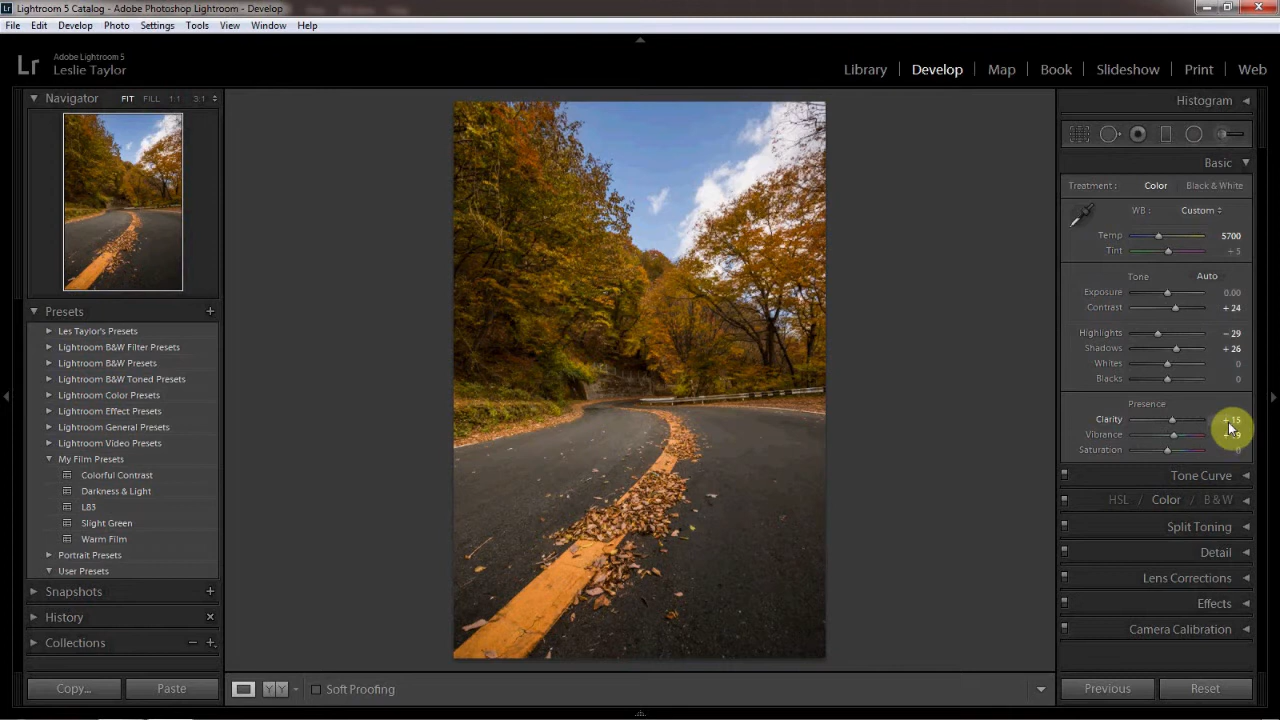 Lightroom 5 Catalog - Adobe Photoshop Lightroom - Develop
File Edit Develop Photo Settings Tools View Window Help
Lr
Adobe Lightroom 5
Leslie Taylor
Library Develop Map Book Slideshow Print Web
Navigator FIT FILL 1:1 3:1
Presets +
Les Taylor's Presets
Lightroom B&W Filter Presets
Lightroom B&W Presets
Lightroom B&W Toned Presets
Lightroom Color Presets
Lightroom Effect Presets
Lightroom General Presets
Lightroom Video Presets
My Film Presets
Colorful Contrast
Darkness & Light
L83
Slight Green
Warm Film
Portrait Presets
User Presets
Snapshots +
History
Collections
Copy... Paste
Soft Proofing
Histogram
Basic
Treatment : Color Black & White
WB : Custom
Temp 5700
Tint + 5
Tone Auto
Exposure 0.00
Contrast + 24
Highlights − 29
Shadows + 26
Whites 0
Blacks 0
Presence
Clarity + 15
Vibrance
Saturation 0
Tone Curve
HSL / Color / B & W
Split Toning
Detail
Lens Corrections
Effects
Camera Calibration
Previous Reset